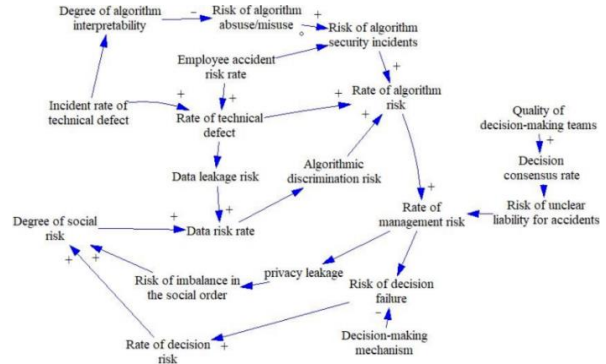 Degree of algorithm
interpretability
−
Risk of algorithm
abuse/misuse
+
Risk of algorithm
security incidents
Employee accident
risk rate
+
+
Rate of algorithm
risk
Incident rate of
technical defect
+
Rate of technical
defect
+
+
Quality of
decision-making teams
+
Decision
consensus rate
Algorithmic
discrimination risk
Data leakage risk
+
Risk of unclear
liability for accidents
Degree of social
risk
+
+
Data risk rate
+
Rate of
management risk
privacy leakage
Risk of imbalance in
the social order
+
+
Risk of decision
failure
−
Decision-making
mechanism
Rate of decision
risk
+